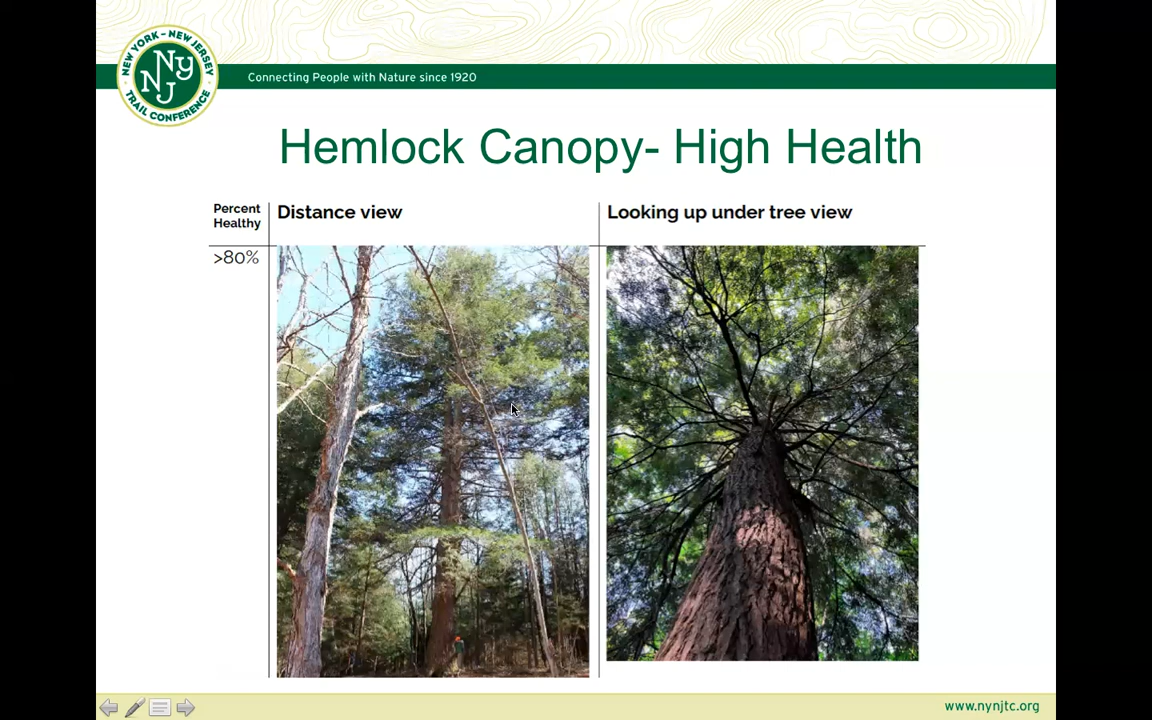 NEW YORK - NEW JERSEY
NY
NJ
TRAIL CONFERENCE
Connecting People with Nature since 1920
Hemlock Canopy- High Health
Percent
Healthy
Distance view
Looking up under tree view
>80%
www.nynjtc.org